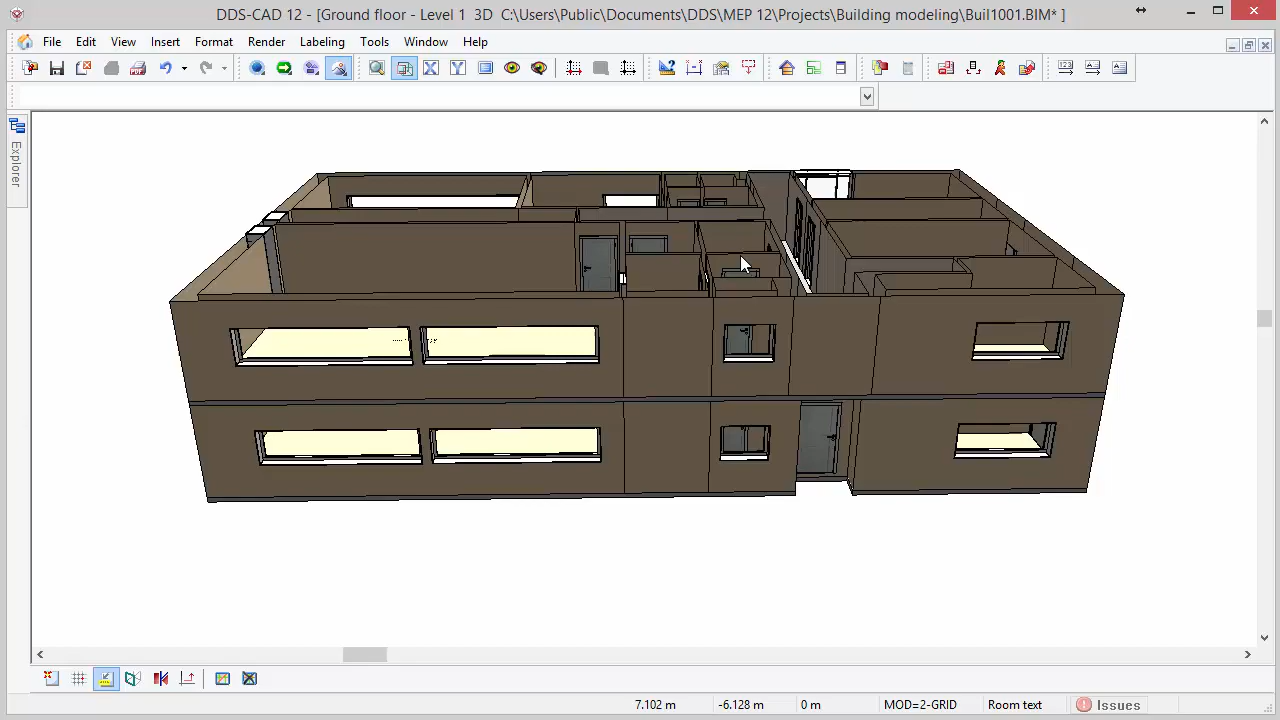 DDS-CAD 12 - [Ground floor - Level 1  3D  C:\Users\Public\Documents\DDS\MEP 12\Projects\Building modeling\Buil1001.BIM* ]
File Edit View Insert Format Render Labeling Tools Window Help
Explorer
7.102 m -6.128 m 0 m MOD=2-GRID Room text Issues